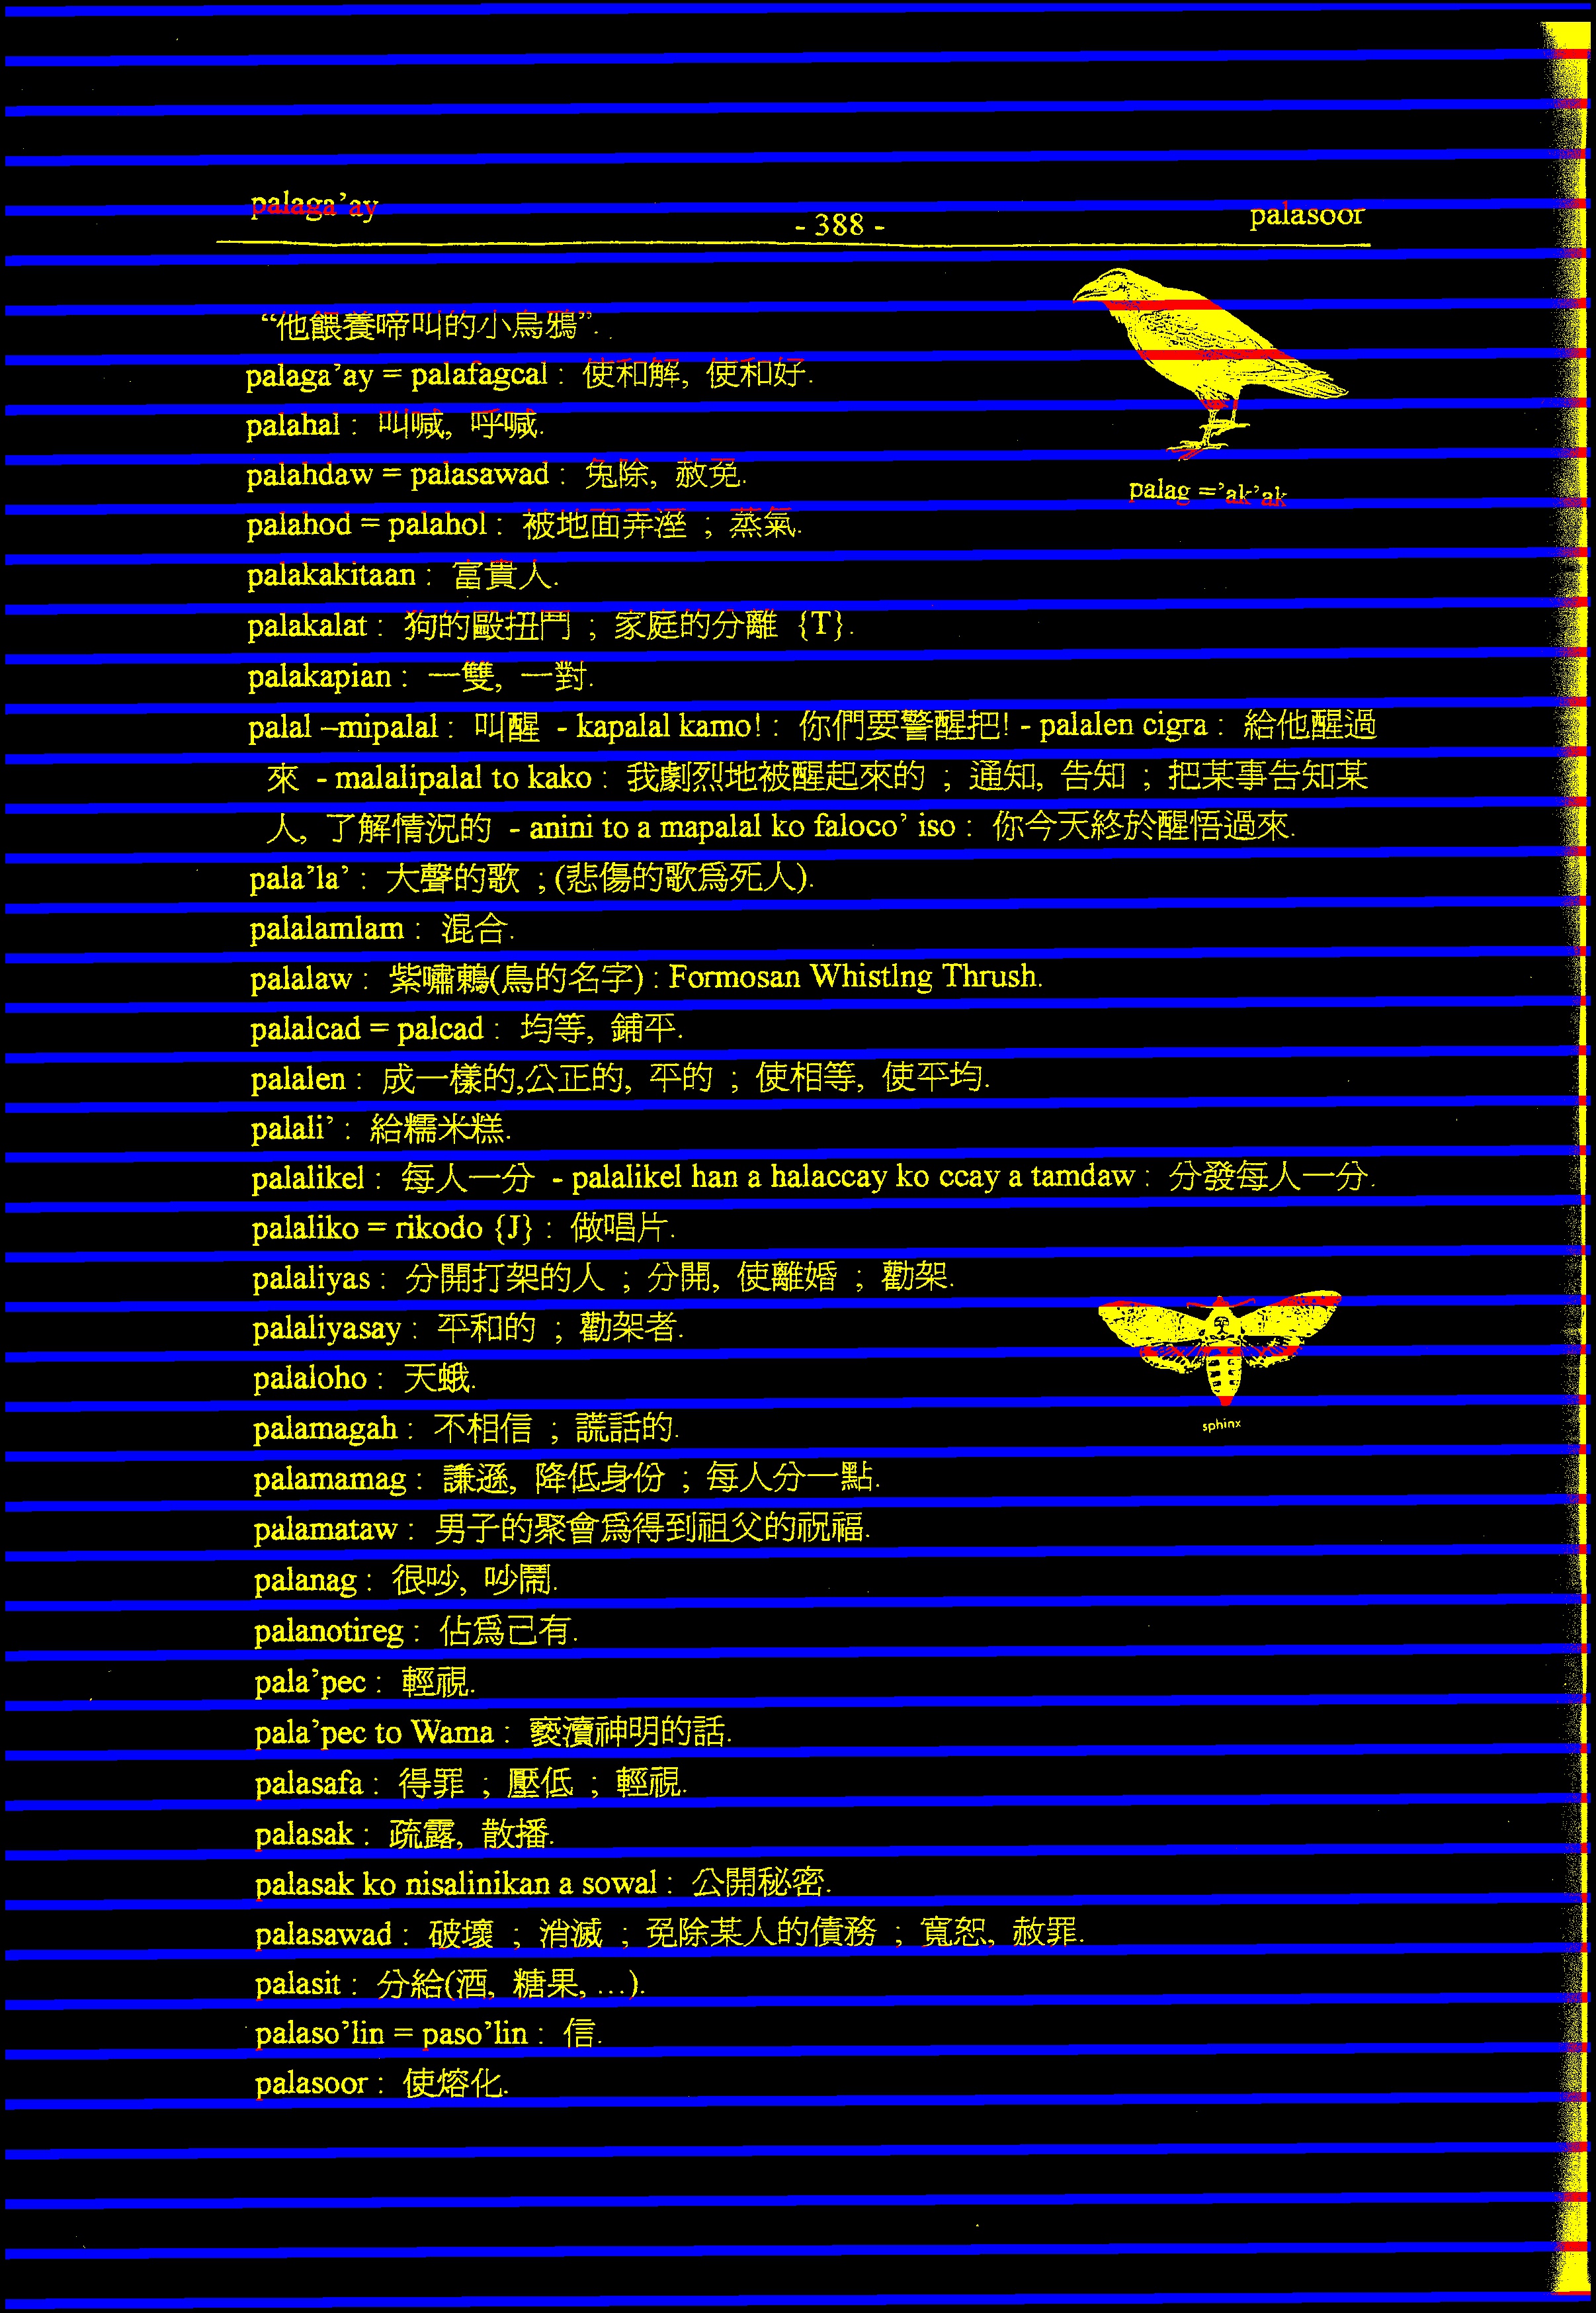 palaga’ay - 388 - palasoor
“他餵養啼叫的小烏鴉”.
palaga’ay = palafagcal : 使和解, 使和好.
palahal : 叫喊, 呼喊.
palahdaw = palasawad : 免除, 赦免.
palag =’ak’ak
palahod = palahol : 被地面弄溼 ; 蒸氣.
palakakitaan : 富貴人.
palakalat : 狗的毆扭鬥 ; 家庭的分離 {T}.
palakapian : 一雙, 一對.
palal –mipalal : 叫醒 - kapalal kamo! : 你們要警醒把! - palalen cigra : 給他醒過
來 - malalipalal to kako : 我劇烈地被醒起來的 ; 通知, 告知 ; 把某事告知某
人, 了解情況的 - anini to a mapalal ko faloco’ iso : 你今天終於醒悟過來.
pala’la’ : 大聲的歌 ; (悲傷的歌爲死人).
palalamlam : 混合.
palalaw : 紫嘯鶇(鳥的名字) : Formosan Whistlng Thrush.
palalcad = palcad : 均等, 鋪平.
palalen : 成一樣的,公正的, 平的 ; 使相等, 使平均.
palali’ : 給糯米糕.
palalikel : 每人一分 - palalikel han a halaccay ko ccay a tamdaw : 分發每人一分.
palaliko = rikodo {J} : 做唱片.
palaliyas : 分開打架的人 ; 分開, 使離婚 ; 勸架.
palaliyasay : 平和的 ; 勸架者.
palaloho : 天蛾.
sphinx
palamagah : 不相信 ; 謊話的.
palamamag : 謙遜, 降低身份 ; 每人分一點.
palamataw : 男子的聚會爲得到祖父的祝福.
palanag : 很吵, 吵鬧.
palanotireg : 佔爲己有.
pala’pec : 輕視.
pala’pec to Wama : 褻瀆神明的話.
palasafa : 得罪 ; 壓低 ; 輕視.
palasak : 疏露, 散播.
palasak ko nisalinikan a sowal : 公開秘密.
palasawad : 破壞 ; 消滅 ; 免除某人的債務 ; 寬恕, 赦罪.
palasit : 分給(酒, 糖果, ...).
palaso’lin = paso’lin : 信.
palasoor : 使熔化.